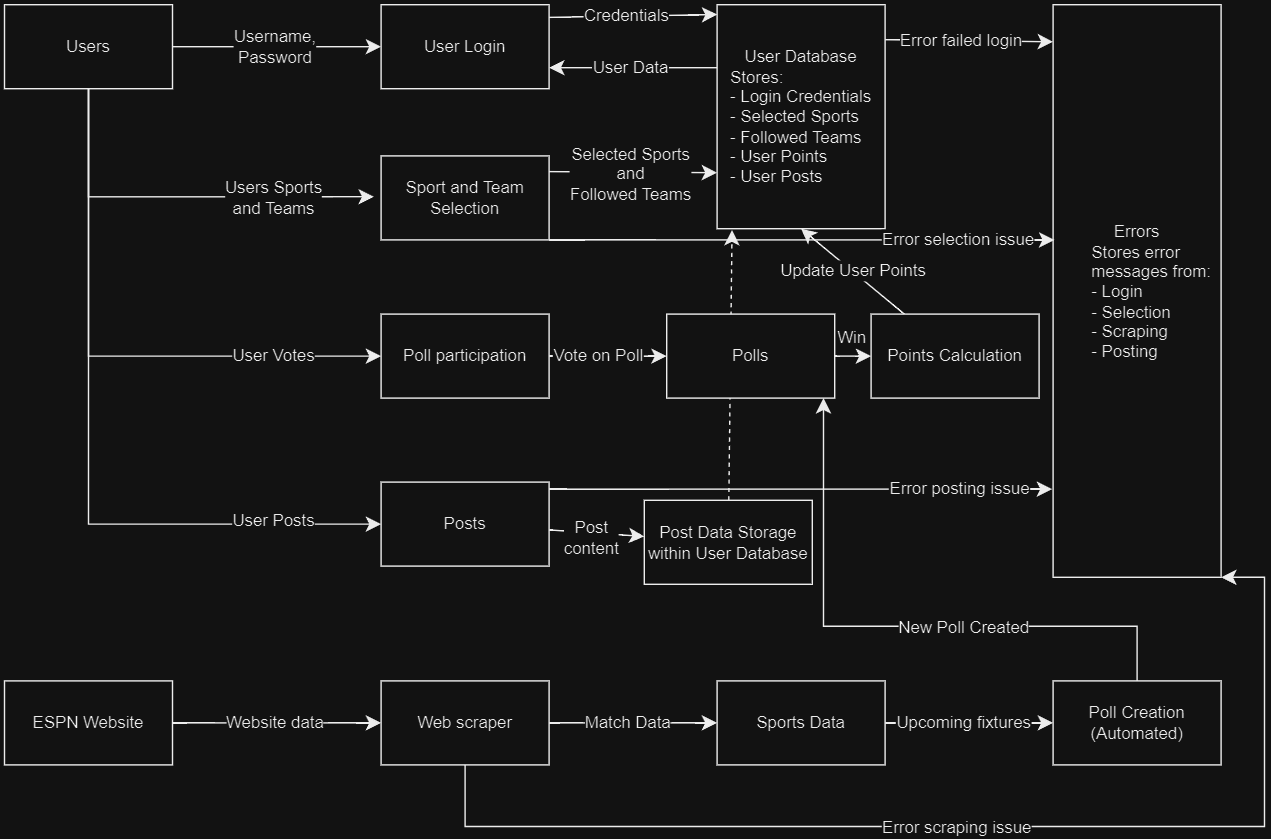 Users
Username,
Password
User Login
Credentials
User Data
User Database
Stores:
- Login Credentials
- Selected Sports
- Followed Teams
- User Points
- User Posts
Error failed login
Users Sports
and Teams
Sport and Team
Selection
Selected Sports
and
Followed Teams
Error selection issue
Errors
Stores error
messages from:
- Login
- Selection
- Scraping
- Posting
Update User Points
User Votes
Poll participation
Vote on Poll
Polls
Win
Points Calculation
User Posts
Posts
Error posting issue
Post
content
Post Data Storage
within User Database
New Poll Created
ESPN Website
Website data
Web scraper
Match Data
Sports Data
Upcoming fixtures
Poll Creation
(Automated)
Error scraping issue